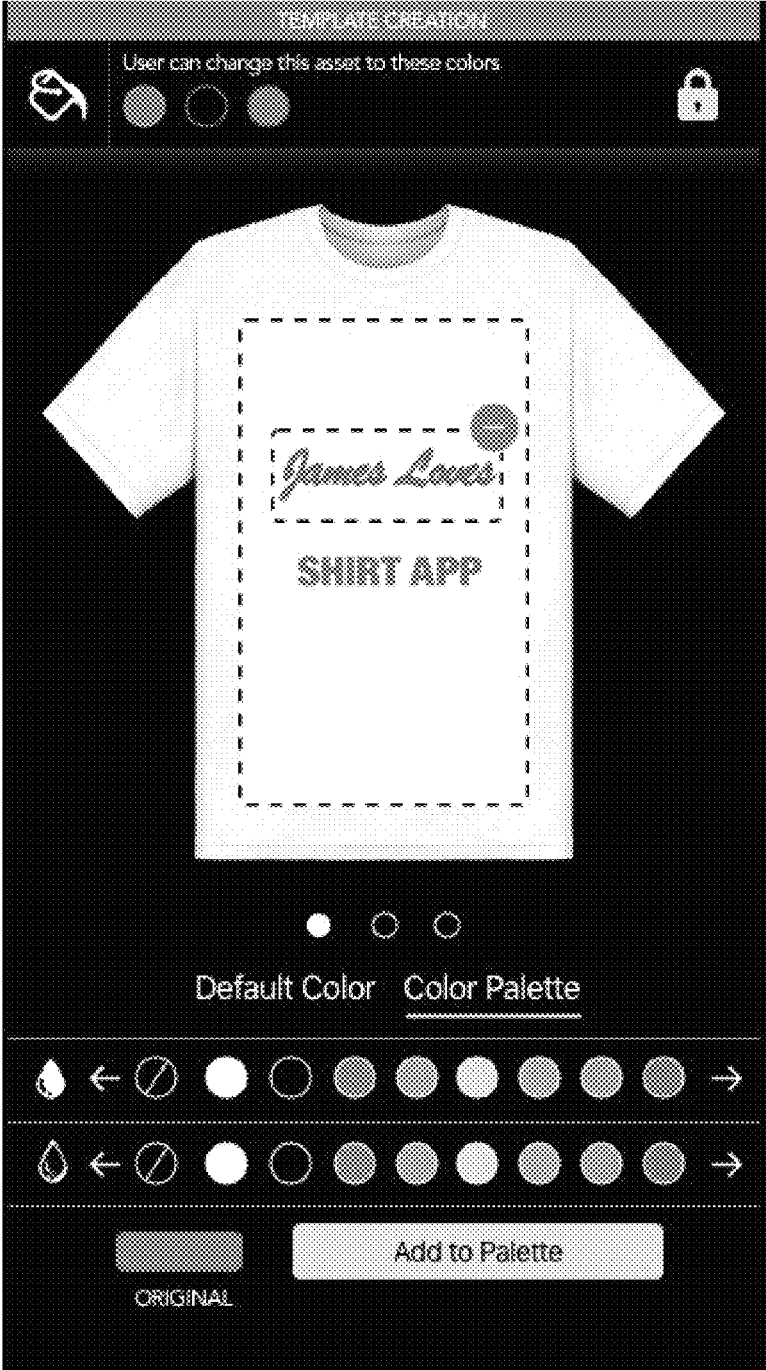 TEMPLATE CREATION
User can change this asset to these colors
James Loves
SHIRT APP
Default Color Color Palette
Add to Palette
ORIGINAL